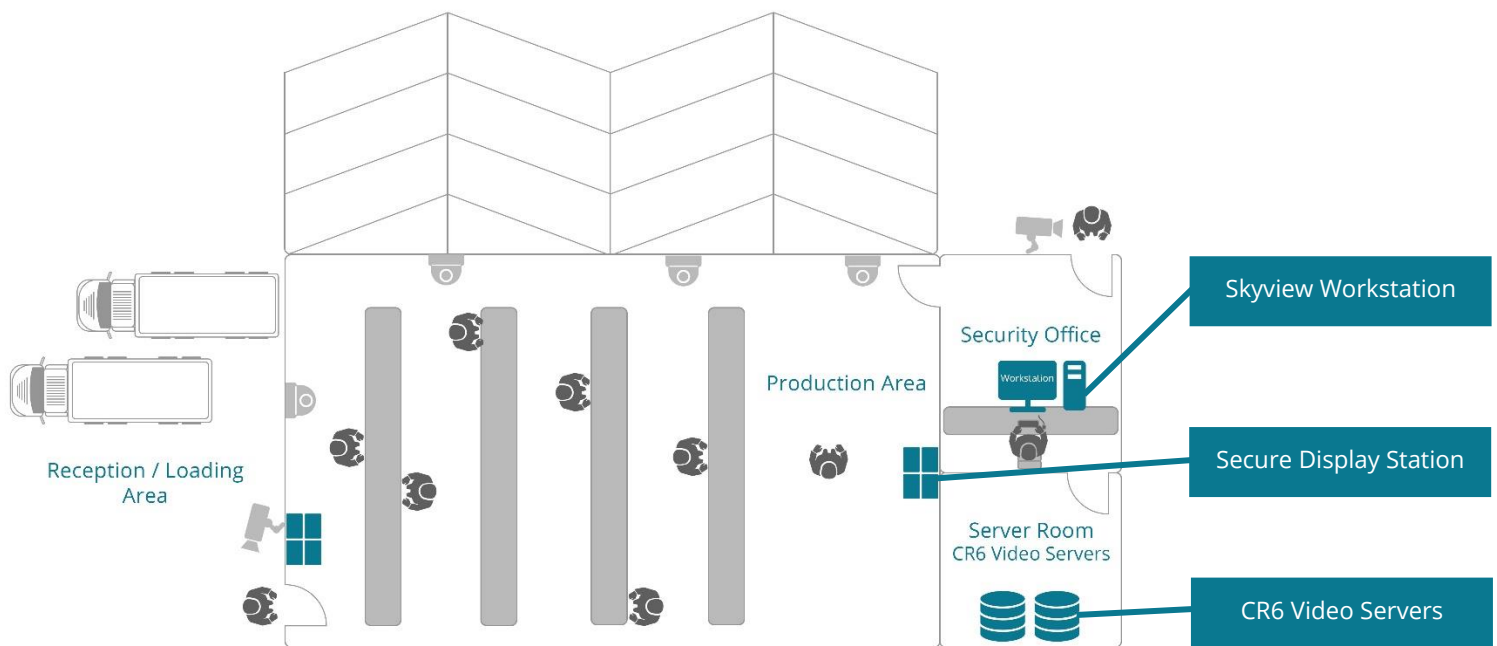 Skyview Workstation
Security Office
Workstation
Production Area
Secure Display Station
Reception / Loading
Area
Server Room
CR6 Video Servers
CR6 Video Servers